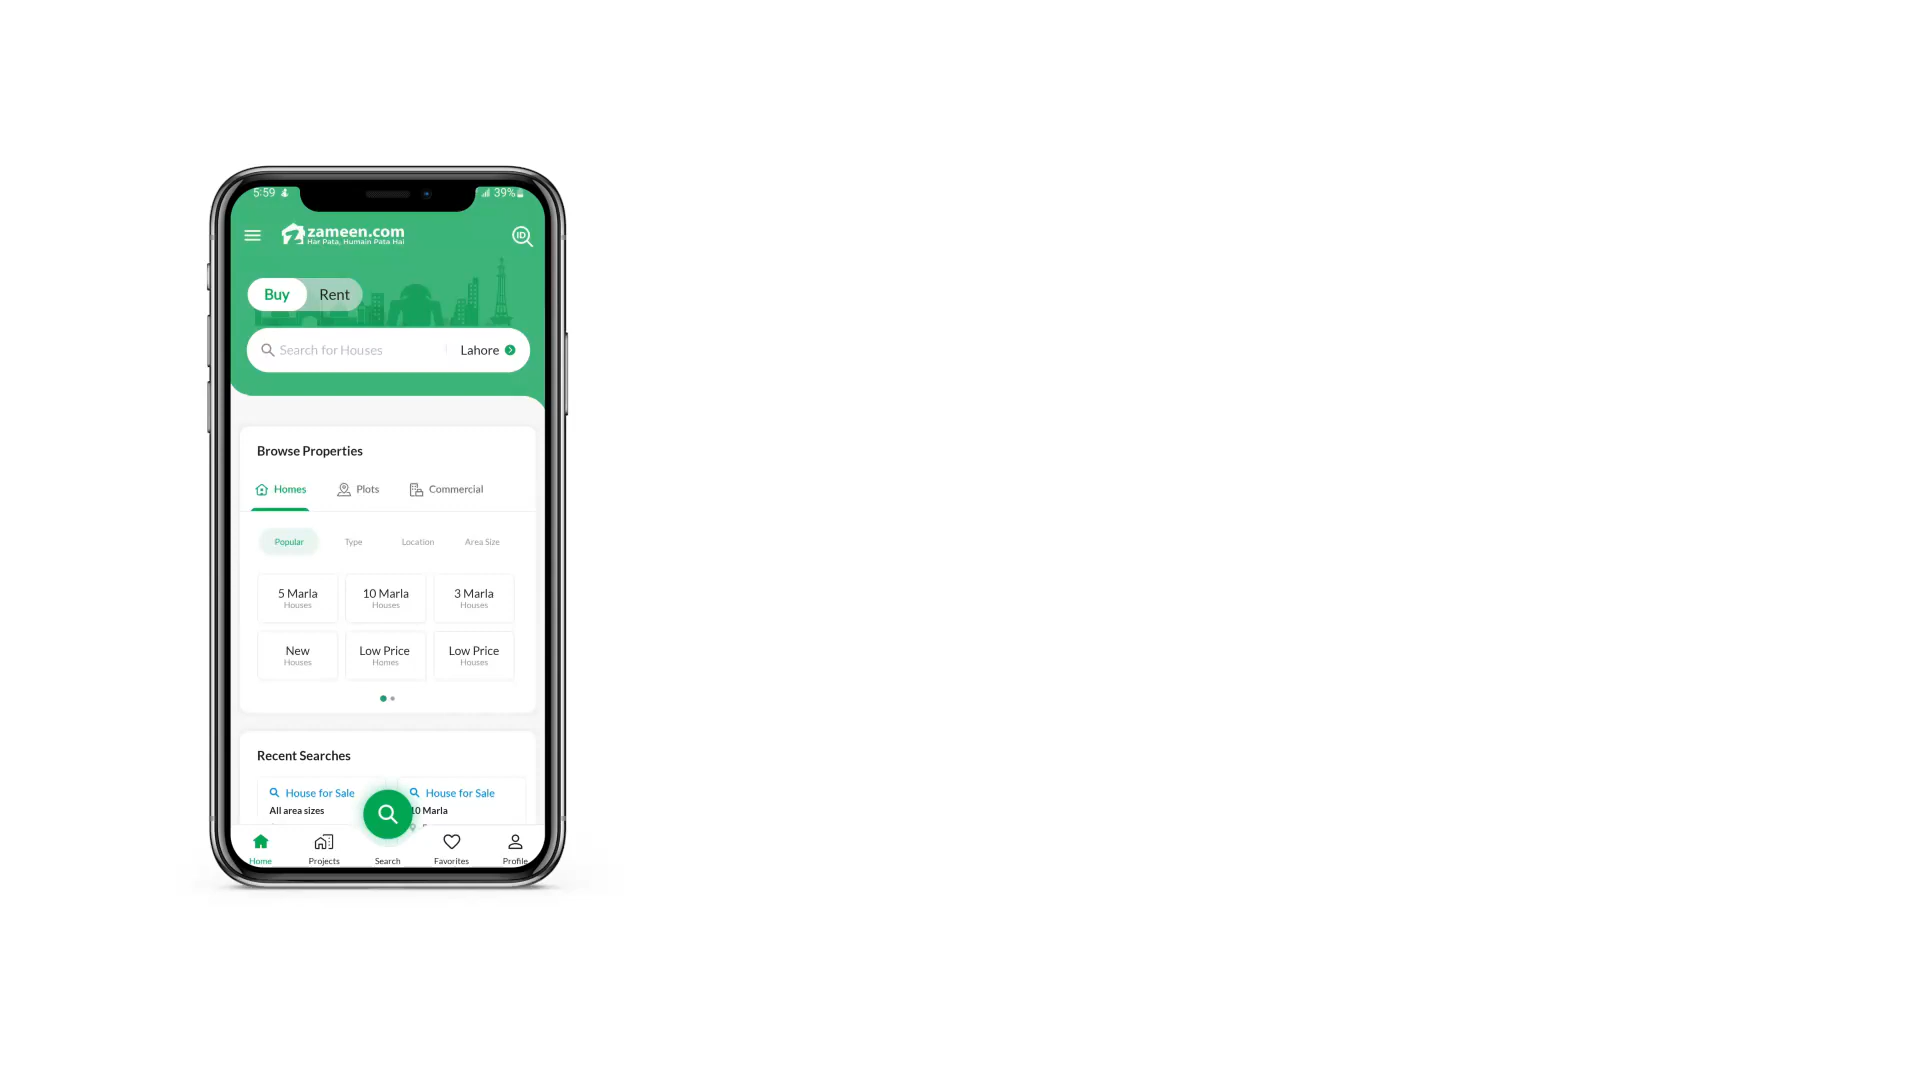 5:59
39%
zameen.com
Har Pata, Humain Pata Hai
ID
Buy Rent
Search for Houses Lahore
Browse Properties
Homes Plots Commercial
Popular Type Location Area Size
5 Marla 10 Marla 3 Marla
Houses Houses Houses
New Low Price Low Price
Houses Homes Houses
Recent Searches
House for Sale House for Sale
All area sizes 10 Marla
Home Projects Search Favorites Profile